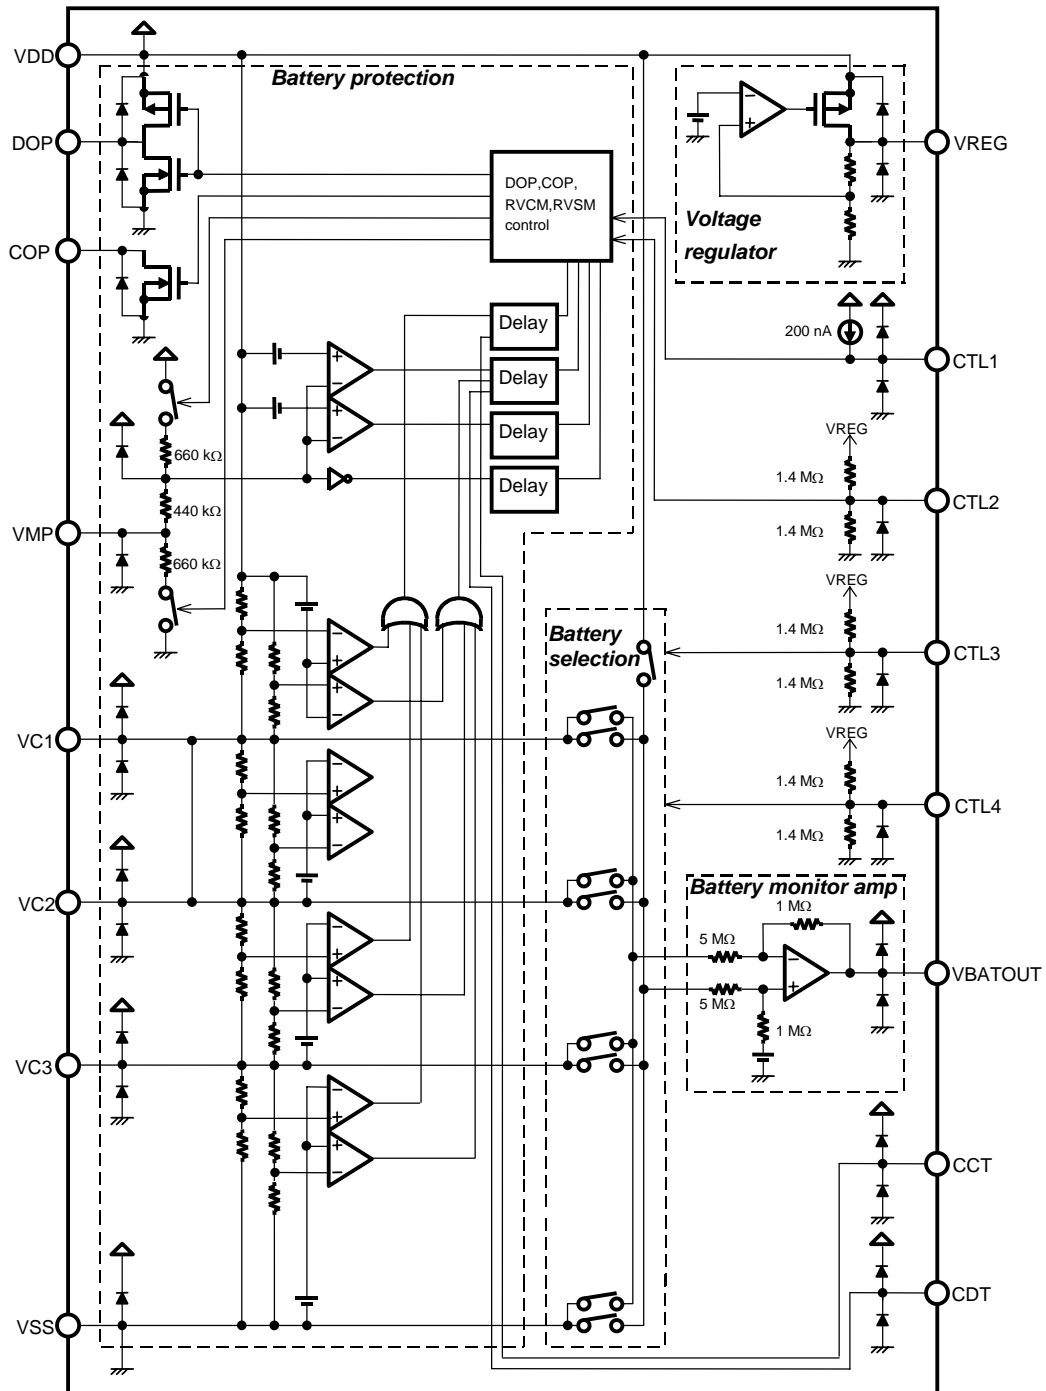 VDD
Battery protection
DOP
DOP,COP,
RVCM,RVSM
control
VREG
Voltage
regulator
COP
− +
200 nA
CTL1
Delay
Delay
Delay
Delay
+ −
+ −
660 kΩ
440 kΩ
660 kΩ
VMP
VREG
1.4 MΩ
1.4 MΩ
CTL2
VREG
1.4 MΩ
1.4 MΩ
CTL3
Battery
selection
− +
+ −
VC1
VREG
1.4 MΩ
1.4 MΩ
CTL4
− +
+ −
VC2
Battery monitor amp
1 MΩ
5 MΩ
5 MΩ
1 MΩ
− +
VBATOUT
− +
+ −
VC3
− +
+ −
CCT
CDT
VSS